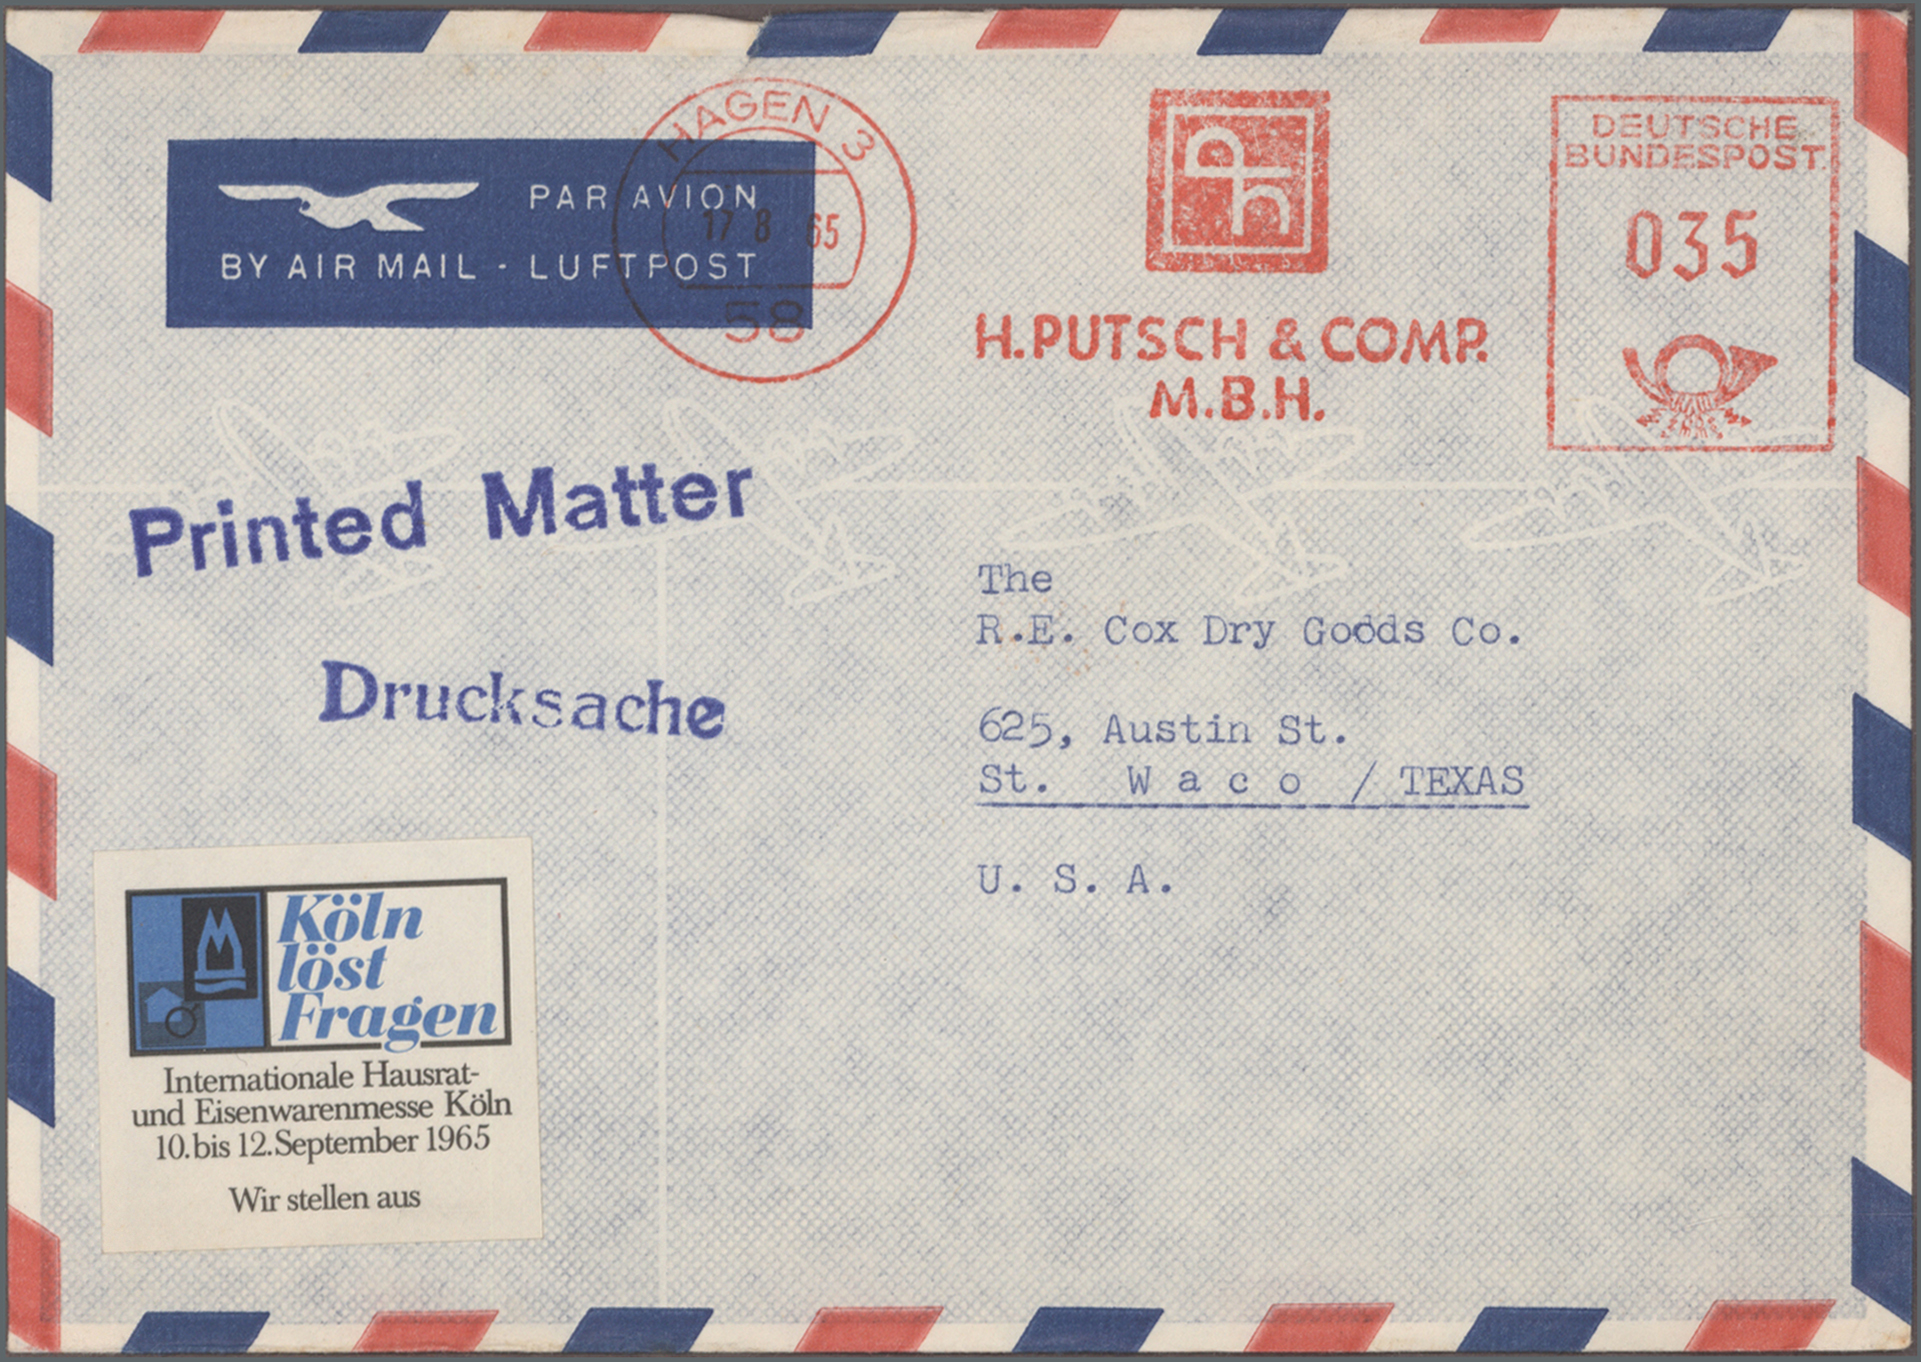 PAR AVION
BY AIR MAIL - LUFTPOST
HAGEN 3
17 8 65
58
H.PUTSCH & COMP.
M.B.H.
DEUTSCHE
BUNDESPOST
035
Printed Matter
Drucksache
The
R.E. Cox Dry Goods Co.
625, Austin St.
St. W a c o / TEXAS
U. S. A.
Köln
löst
Fragen
Internationale Hausrat-
und Eisenwarenmesse Köln
10. bis 12. September 1965
Wir stellen aus